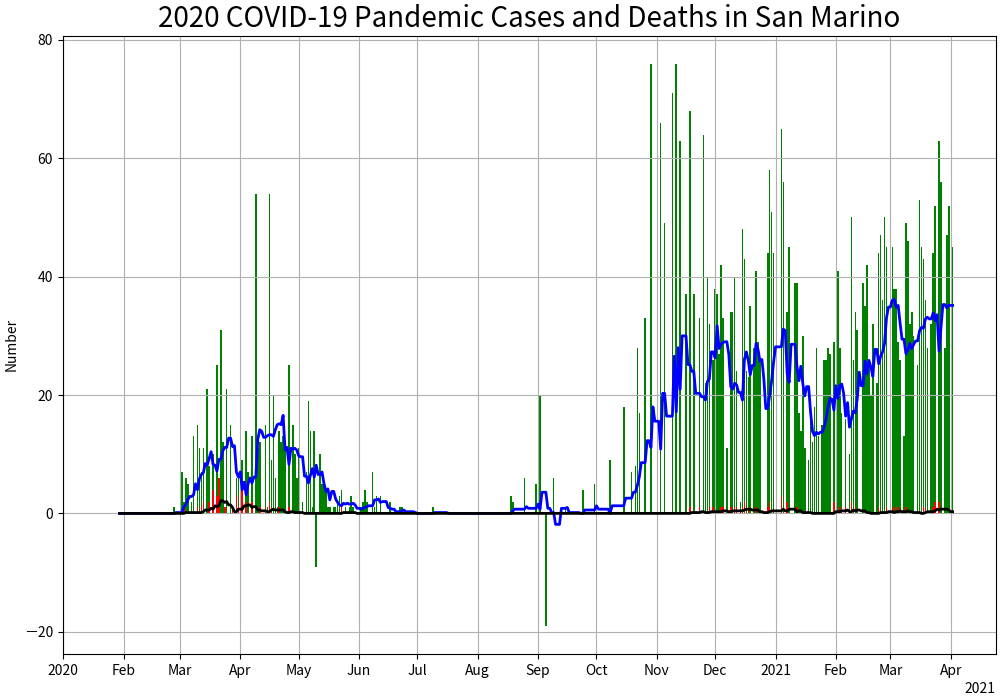 2020 COVID-19 Pandemic Cases and Deaths in San Marino
Number
80
60
40
20
0
−20
2020 Feb Mar Apr May Jun Jul Aug Sep Oct Nov Dec 2021 Feb Mar Apr
2021